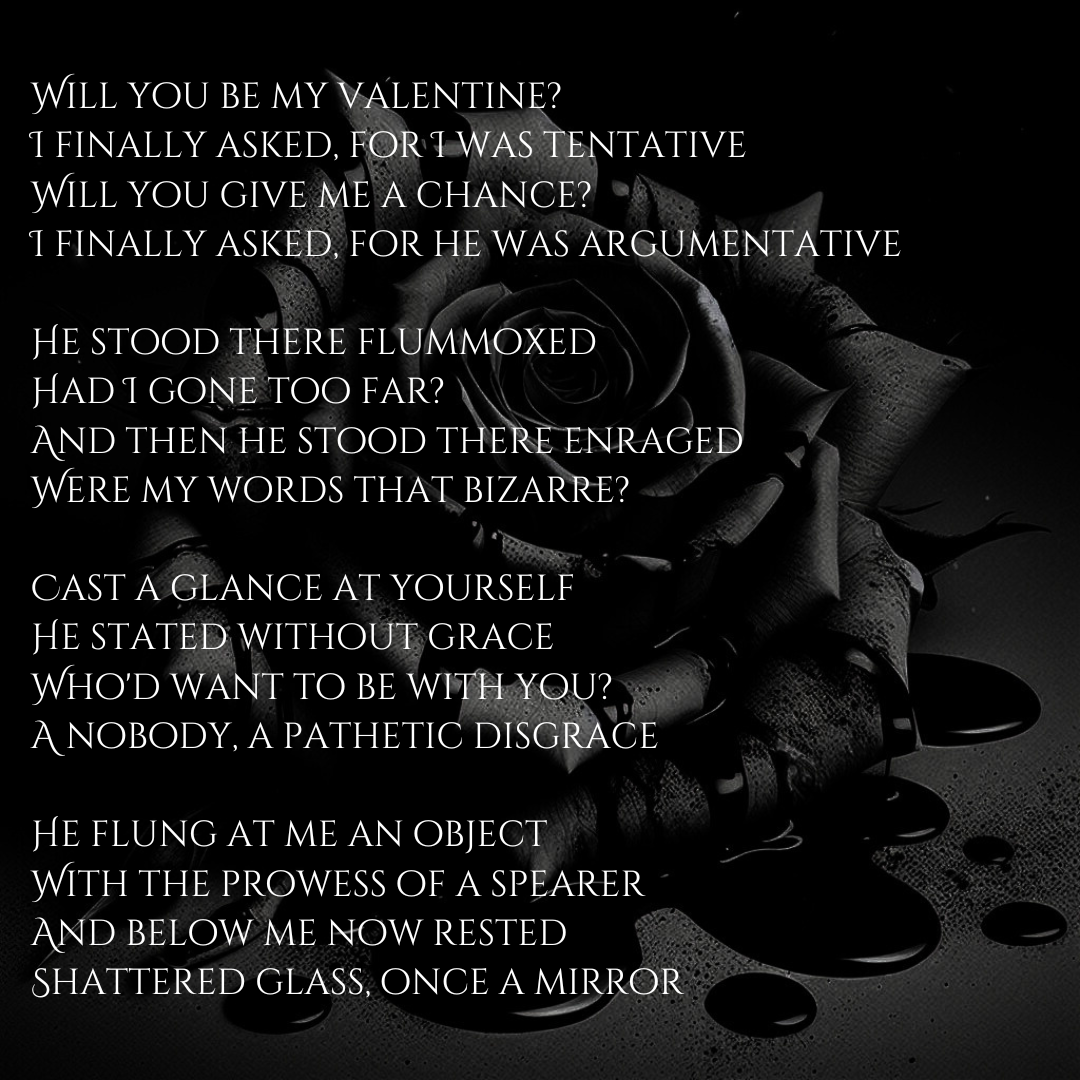 Will you be my valentine?
I finally asked, for I was tentative
Will you give me a chance?
I finally asked, for he was argumentative
He stood there flummoxed
Had I gone too far?
And then he stood there enraged
Were my words that bizarre?
Cast a glance at yourself
He stated without grace
Who'd want to be with you?
A nobody, a pathetic disgrace
He flung at me an object
With the prowess of a spearer
And below me now rested
Shattered glass, once a mirror